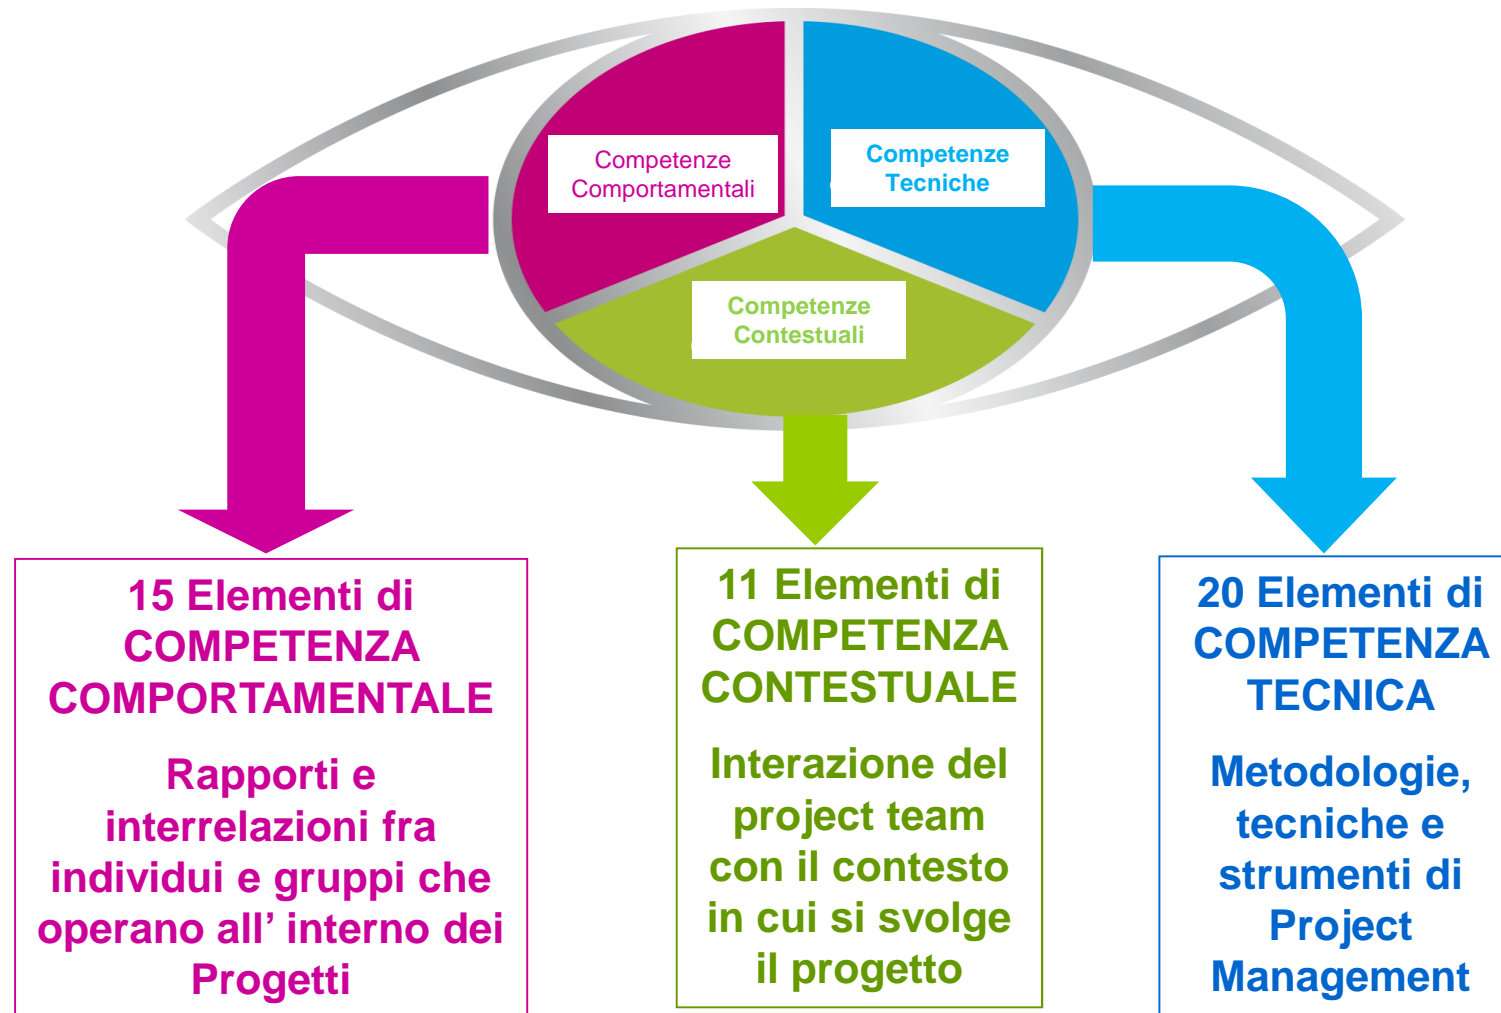 Competenze
Comportamentali
Competenze
Tecniche
Competenze
Contestuali
15 Elementi di
COMPETENZA
COMPORTAMENTALE
Rapporti e
interrelazioni fra
individui e gruppi che
operano all’ interno dei
Progetti
11 Elementi di
COMPETENZA
CONTESTUALE
Interazione del
project team
con il contesto
in cui si svolge
il progetto
20 Elementi di
COMPETENZA
TECNICA
Metodologie,
tecniche e
strumenti di
Project
Management